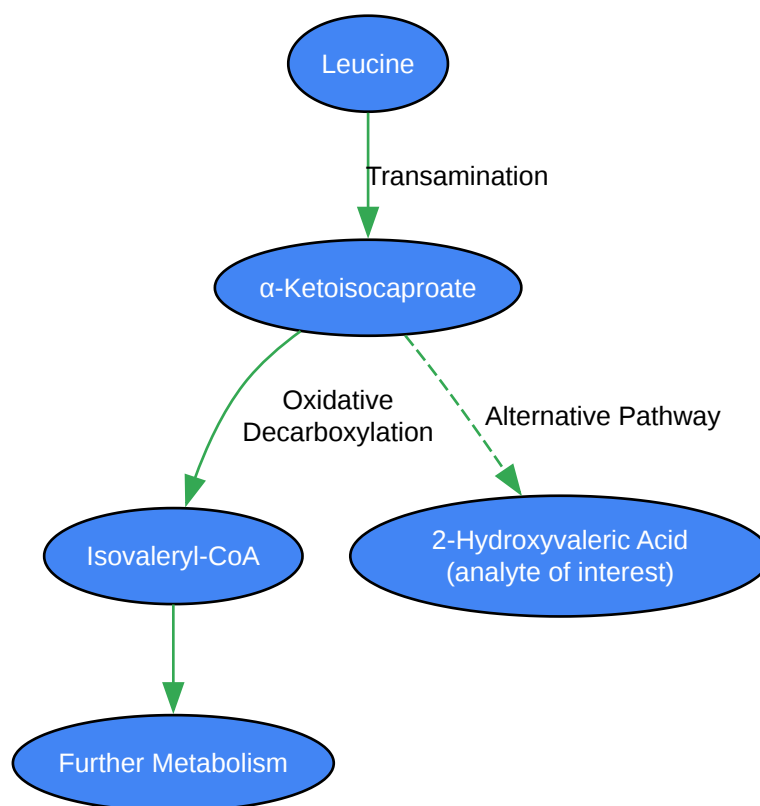 Leucine
Transamination
α-Ketoisocaproate
Oxidative
Decarboxylation
Alternative Pathway
Isovaleryl-CoA
2-Hydroxyvaleric Acid
(analyte of interest)
Further Metabolism